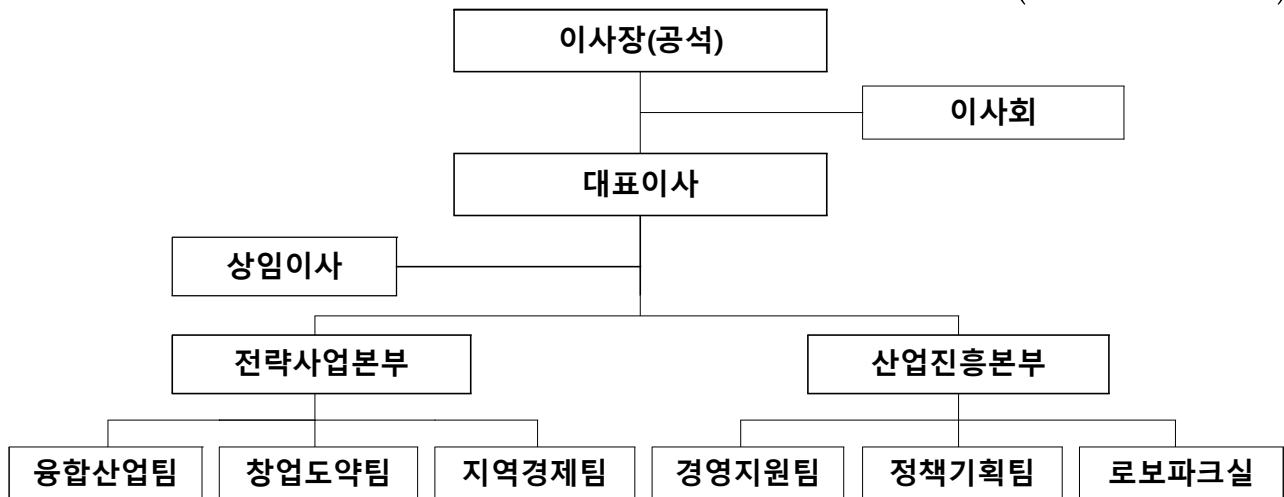 이사장(공석)
이사회
대표이사
상임이사
전략사업본부
산업진흥본부
융합산업팀
창업도약팀
지역경제팀
경영지원팀
정책기획팀
로보파크실